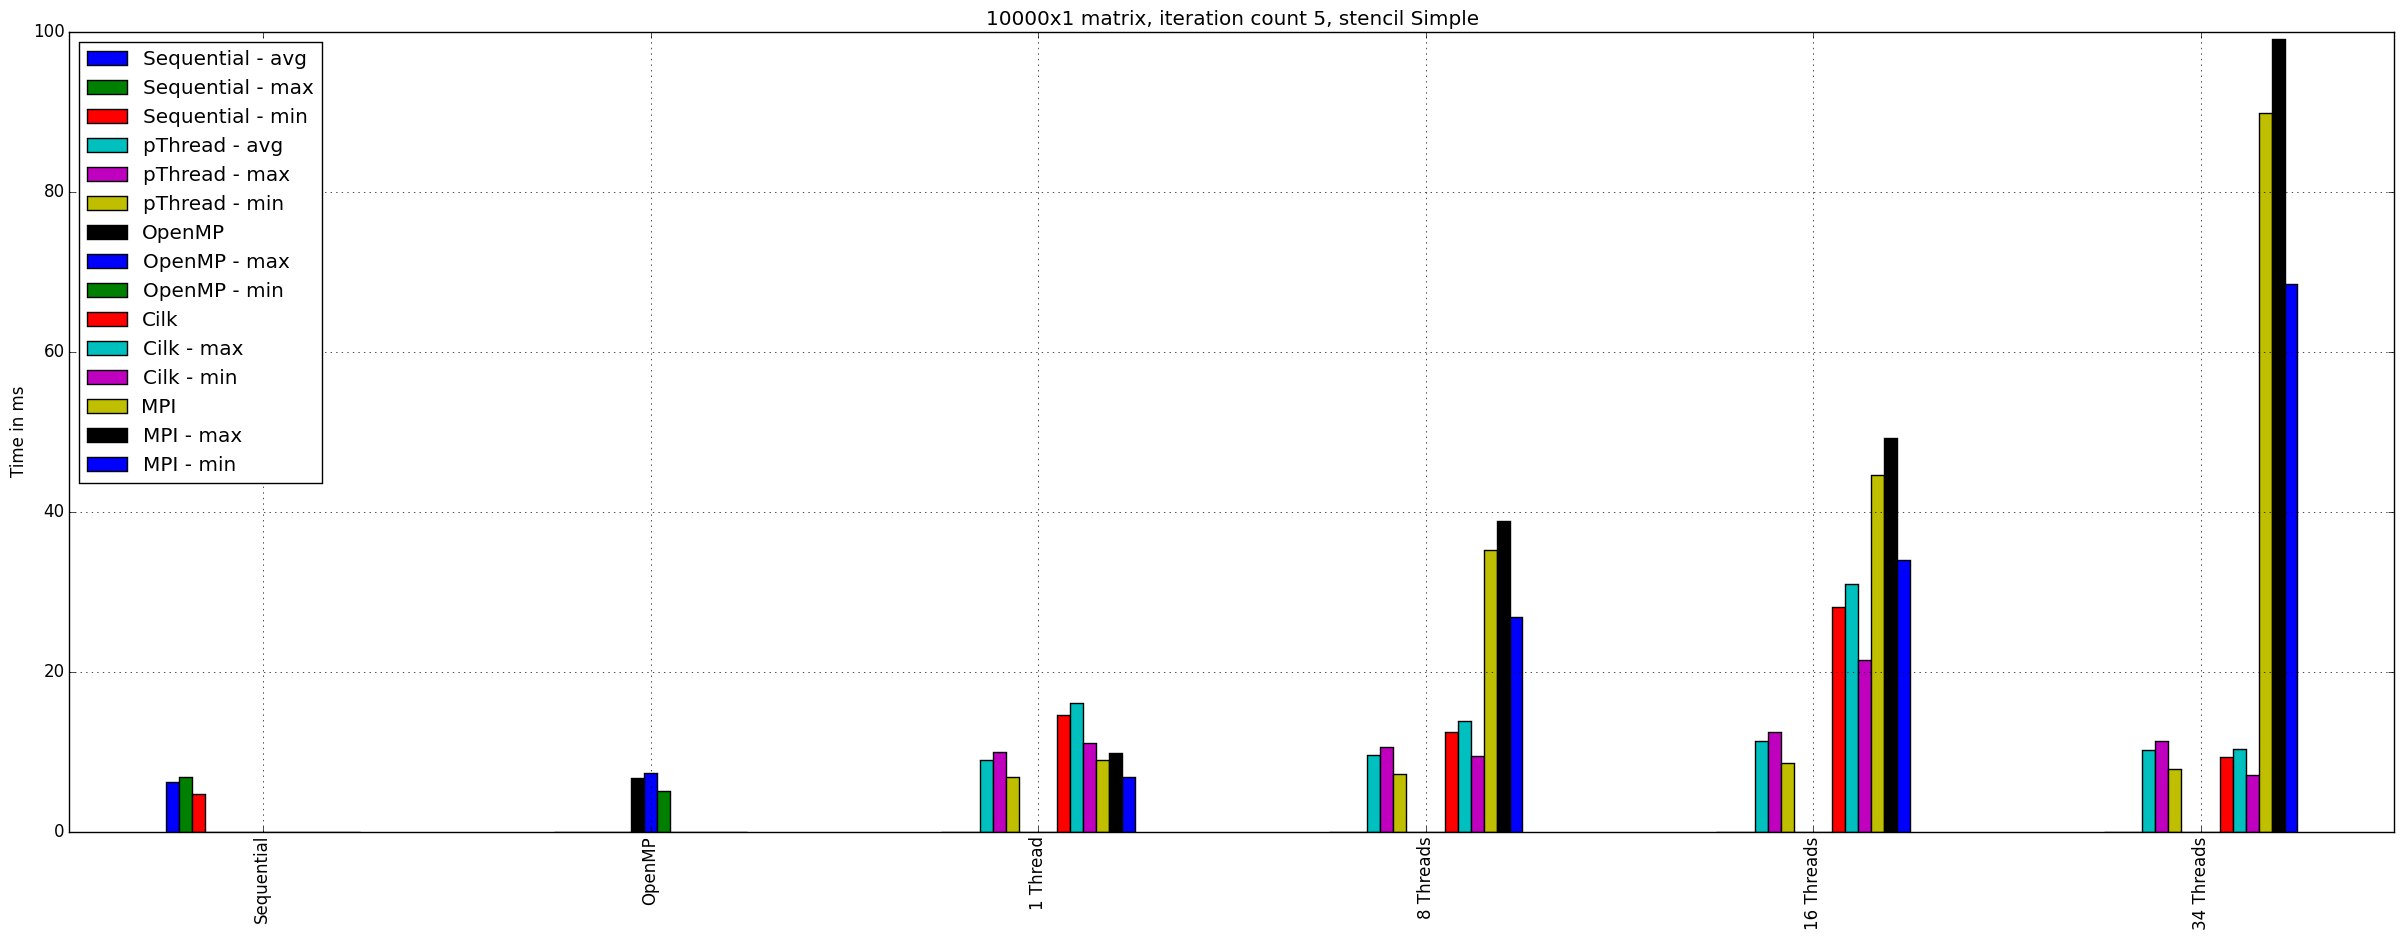 10000x1 matrix, iteration count 5, stencil Simple
Sequential - avg
Sequential - max
Sequential - min
pThread - avg
pThread - max
pThread - min
OpenMP
OpenMP - max
OpenMP - min
Cilk
Cilk - max
Cilk - min
MPI
MPI - max
MPI - min
Time in ms
100
80
60
40
20
0
Sequential
OpenMP
1 Thread
8 Threads
16 Threads
34 Threads